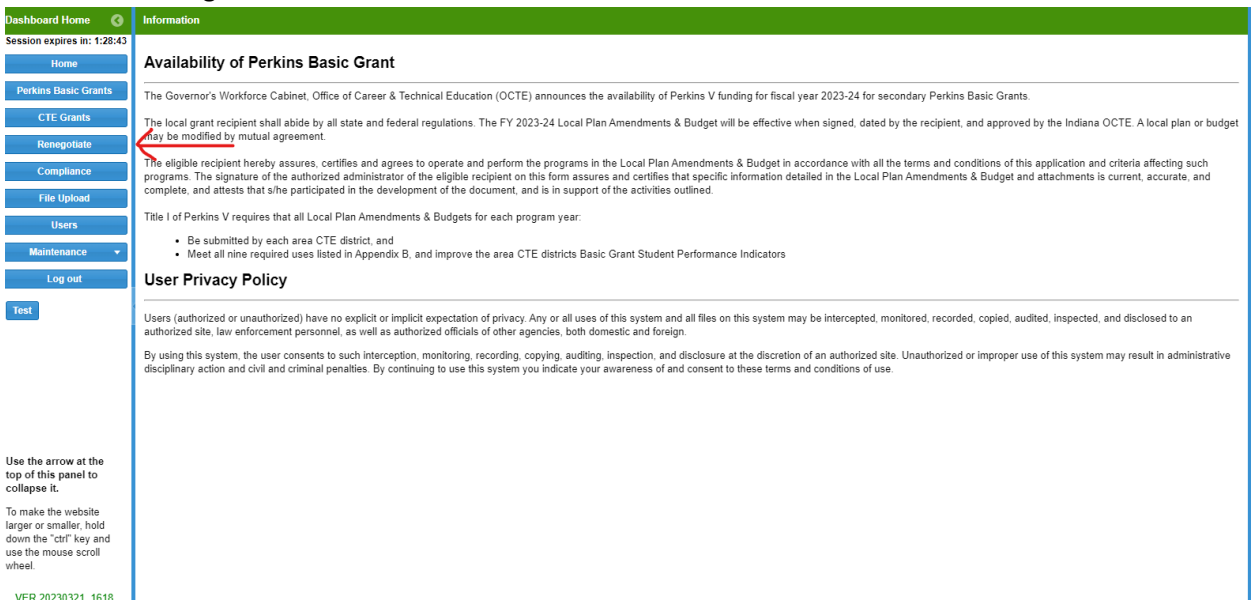 Dashboard Home
Session expires in: 1:28:43
Home
Perkins Basic Grants
CTE Grants
Renegotiate
Compliance
File Upload
Users
Maintenance
Log out
Test
Use the arrow at the
top of this panel to
collapse it.
To make the website
larger or smaller, hold
down the "ctrl" key and
use the mouse scroll
wheel.
VER 20230321_1618
Information
Availability of Perkins Basic Grant
The Governor's Workforce Cabinet, Office of Career & Technical Education (OCTE) announces the availability of Perkins V funding for fiscal year 2023-24 for secondary Perkins Basic Grants.
The local grant recipient shall abide by all state and federal regulations. The FY 2023-24 Local Plan Amendments & Budget will be effective when signed, dated by the recipient, and approved by the Indiana OCTE. A local plan or budget
may be modified by mutual agreement.
The eligible recipient hereby assures, certifies and agrees to operate and perform the programs in the Local Plan Amendments & Budget in accordance with all the terms and conditions of this application and criteria affecting such
programs. The signature of the authorized administrator of the eligible recipient on this form assures and certifies that specific information detailed in the Local Plan Amendments & Budget and attachments is current, accurate, and
complete, and attests that s/he participated in the development of the document, and is in support of the activities outlined.
Title I of Perkins V requires that all Local Plan Amendments & Budgets for each program year:
• Be submitted by each area CTE district, and
• Meet all nine required uses listed in Appendix B, and improve the area CTE districts Basic Grant Student Performance Indicators
User Privacy Policy
Users (authorized or unauthorized) have no explicit or implicit expectation of privacy. Any or all uses of this system and all files on this system may be intercepted, monitored, recorded, copied, audited, inspected, and disclosed to an
authorized site, law enforcement personnel, as well as authorized officials of other agencies, both domestic and foreign.
By using this system, the user consents to such interception, monitoring, recording, copying, auditing, inspection, and disclosure at the discretion of an authorized site. Unauthorized or improper use of this system may result in administrative
disciplinary action and civil and criminal penalties. By continuing to use this system you indicate your awareness of and consent to these terms and conditions of use.